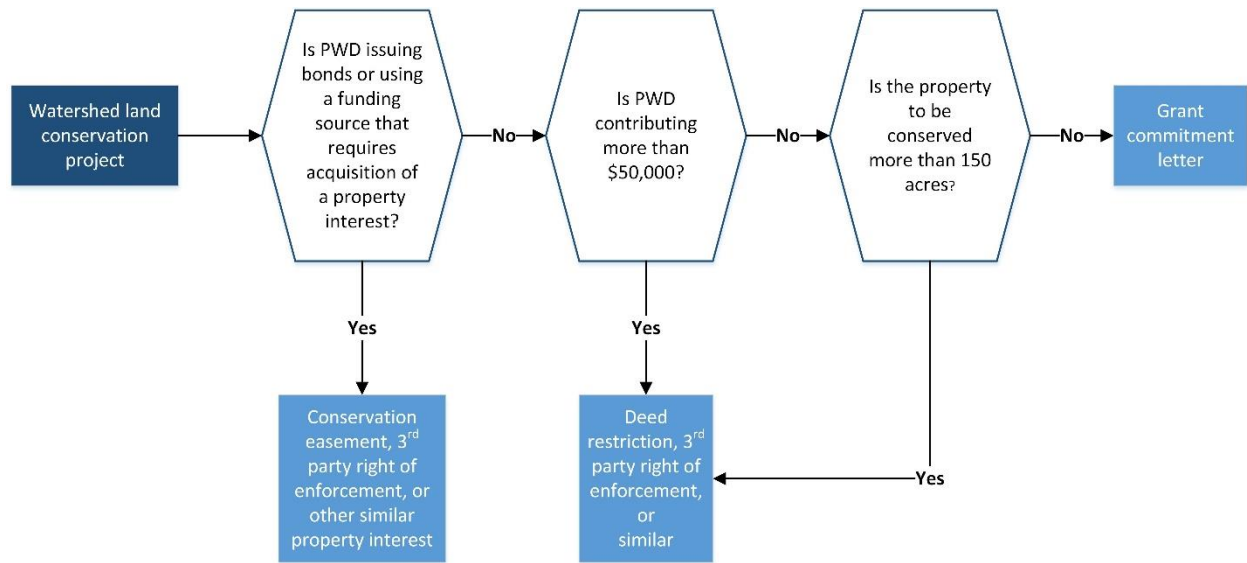 Watershed land
conservation
project
Is PWD issuing
bonds or using
a funding
source that
requires
acquisition of
a property
interest?
No
Is PWD
contributing
more than
$50,000?
No
Is the property
to be
conserved
more than 150
acres?
No
Grant
commitment
letter
Yes
Yes
Yes
Conservation
easement, 3rd
party right of
enforcement, or
other similar
property interest
Deed
restriction, 3rd
party right of
enforcement,
or
similar